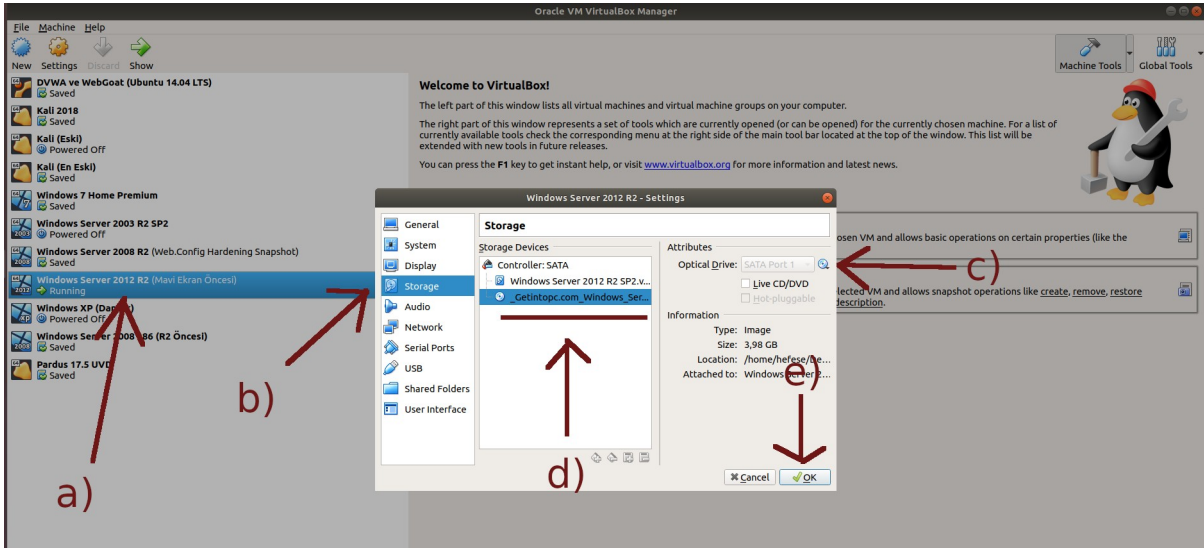 Oracle VM VirtualBox Manager
File Machine Help
New Settings Discard Show
Machine Tools Global Tools
DVWA ve WebGoat (Ubuntu 14.04 LTS)
Saved
Kali 2018
Saved
Kali (Eski)
Powered Off
Kali (En Eski)
Saved
Windows 7 Home Premium
Saved
Windows Server 2003 R2 SP2
Powered Off
Windows Server 2008 R2 (Web.Config Hardening Snapshot)
Saved
Windows Server 2012 R2 (Mavi Ekran Öncesi)
Running
Windows XP
Powered Off
Windows Server 2008 (R2 Öncesi)
Saved
Pardus 17.5 UVD
Saved
Welcome to VirtualBox!
The left part of this window lists all virtual machines and virtual machine groups on your computer.
The right part of this window represents a set of tools which are currently opened (or can be opened) for the currently chosen machine. For a list of
currently available tools check the corresponding menu at the right side of the main tool bar located at the top of the window. This list will be
extended with new tools in future releases.
You can press the F1 key to get instant help, or visit www.virtualbox.org for more information and latest news.
osen VM and allows basic operations on certain properties (like the
lected VM and allows snapshot operations like create, remove, restore
description.
Windows Server 2012 R2 - Settings
General
System
Display
Storage
Audio
Network
Serial Ports
USB
Shared Folders
User Interface
Storage
Storage Devices
Controller: SATA
Windows Server 2012 R2 SP2.v...
_Getintopc.com_Windows_Ser...
Attributes
Optical Drive: SATA Port 1
Live CD/DVD
Hot-pluggable
Information
Type: Image
Size: 3,98 GB
Location: /home/hefese/De...
Attached to: Windows Server 2...
Cancel OK
a)
b)
c)
d)
e)